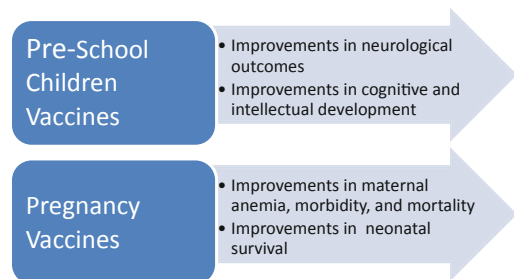 Pre-School
Children
Vaccines
• Improvements in neurological
outcomes
• Improvements in cognitive and
intellectual development
Pregnancy
Vaccines
• Improvements in maternal
anemia, morbidity, and mortality
• Improvements in neonatal
survival